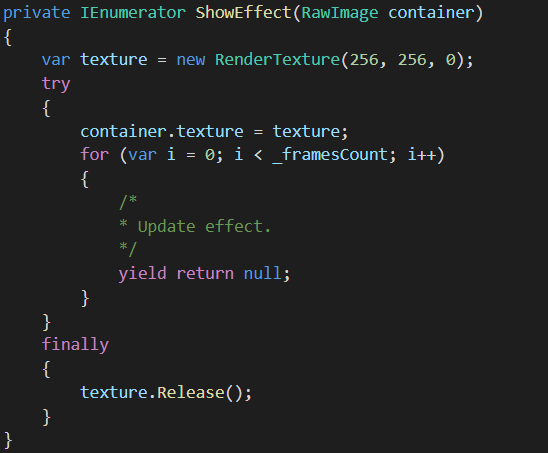 private IEnumerator ShowEffect(RawImage container)
{
    var texture = new RenderTexture(256, 256, 0);
    try
    {
        container.texture = texture;
        for (var i = 0; i < _framesCount; i++)
        {
            /*
            * Update effect.
            */
            yield return null;
        }
    }
    finally
    {
        texture.Release();
    }
}